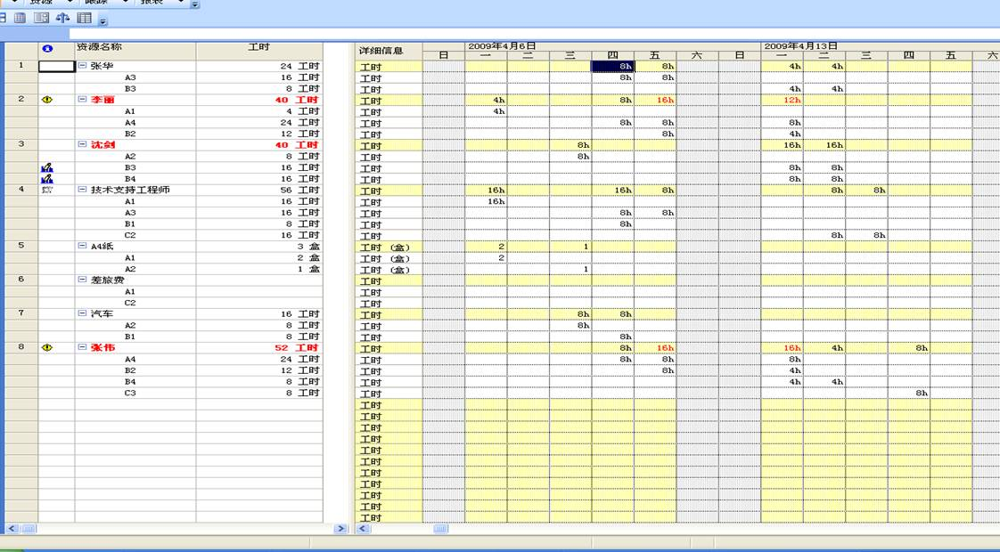 资源 跟踪 报表
资源名称 工时 详细信息 2009年4月6日 2009年4月13日
日 一 二 三 四 五 六 日 一 二 三 四 五 六
1 张华 24 工时 工时 8h 8h 4h 4h
A3 16 工时 工时 8h 8h
B3 8 工时 工时 4h 4h
2 李丽 40 工时 工时 4h 8h 16h 12h
A1 4 工时 工时 4h
A4 24 工时 工时 8h 8h 8h
B2 12 工时 工时 8h 4h
3 沈剑 40 工时 工时 8h 16h 16h
A2 8 工时 工时 8h
B3 16 工时 工时 8h 8h
B4 16 工时 工时 8h 8h
4 技术支持工程师 56 工时 工时 16h 16h 8h 8h 8h
A1 16 工时 工时 16h
A3 16 工时 工时 8h 8h
B1 8 工时 工时 8h
C2 16 工时 工时 8h 8h
5 A4纸 3 盒 工时 (盒) 2 1
A1 2 盒 工时 (盒) 2
A2 1 盒 工时 (盒) 1
6 差旅费 工时
A1 工时
C2 工时
7 汽车 16 工时 工时 8h 8h
A2 8 工时 工时 8h
B1 8 工时 工时 8h
8 张伟 52 工时 工时 8h 16h 16h 4h 8h
A4 24 工时 工时 8h 8h 8h
B2 12 工时 工时 8h 4h
B4 8 工时 工时 4h 4h
C3 8 工时 工时 8h
工时
工时
工时
工时
工时
工时
工时
工时
工时
工时
工时